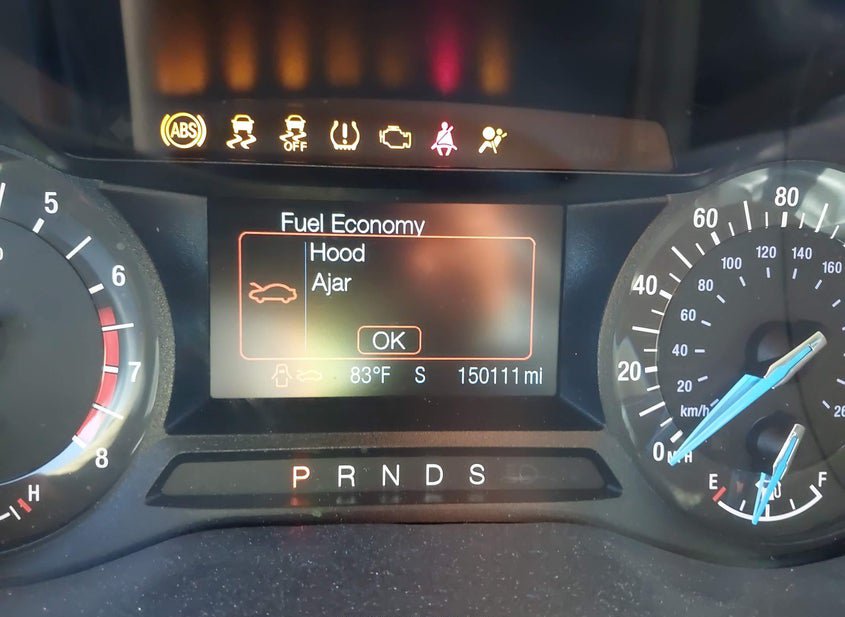 ABS
OFF
5
6
7
8
H
Fuel Economy
Hood
Ajar
OK
83°F S 150111 mi
P R N D S
0 20 40 60 80
MPH
20 40 60 80 100 120 140 160
km/h
E F